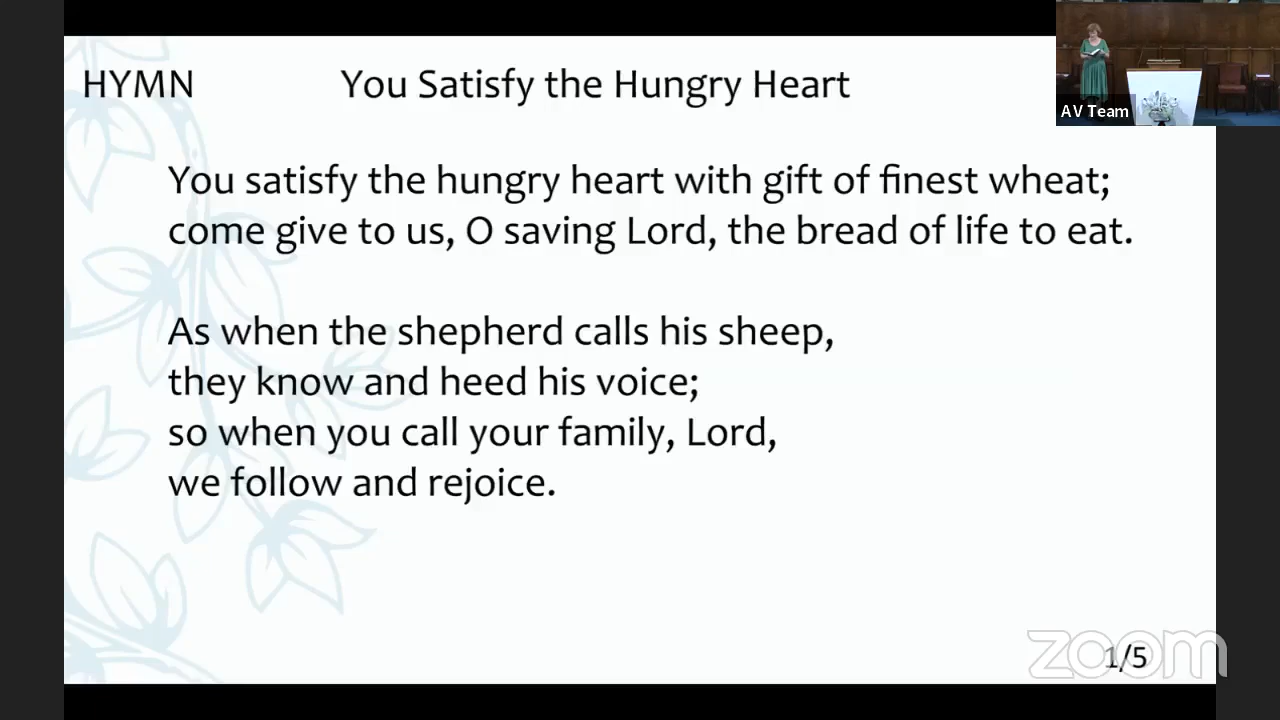 HYMN You Satisfy the Hungry Heart
AV Team
You satisfy the hungry heart with gift of finest wheat;
come give to us, O saving Lord, the bread of life to eat.
As when the shepherd calls his sheep,
they know and heed his voice;
so when you call your family, Lord,
we follow and rejoice.
zoom
1/5